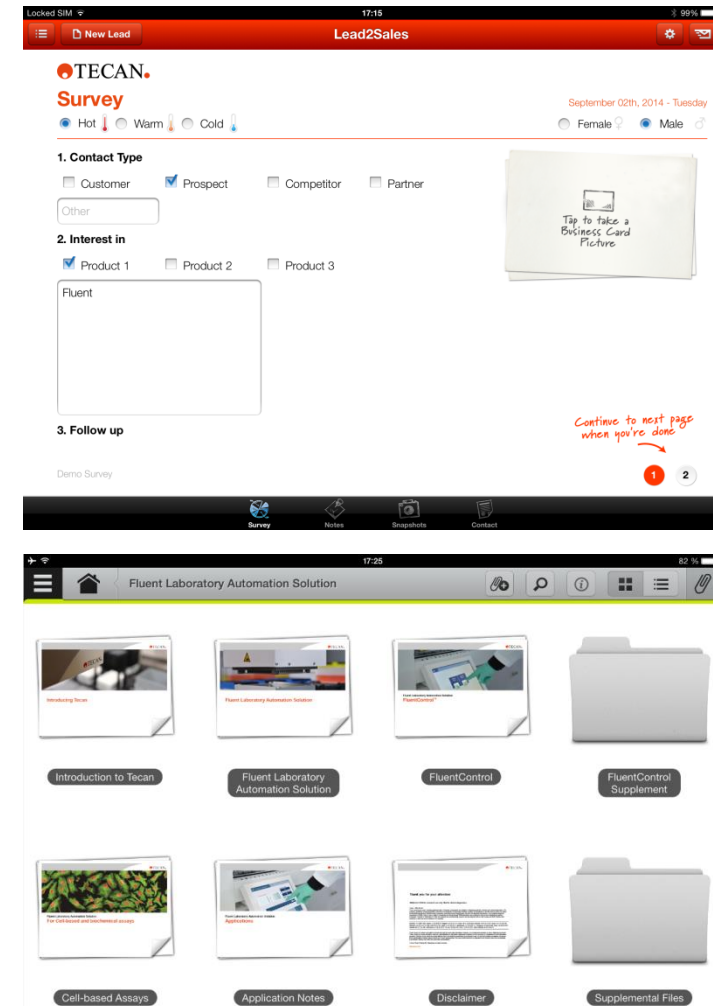 Locked SIM 17:15 99%
New Lead Lead2Sales
TECAN.
Survey
September 02th, 2014 - Tuesday
Hot Warm Cold Female Male
1. Contact Type
Customer Prospect Competitor Partner
Other
Tap to take a
Business Card
Picture
2. Interest in
Product 1 Product 2 Product 3
Fluent
3. Follow up
Continue to next page
when you're done
Demo Survey 1 2
Survey Notes Snapshots Contact
17:25 82 %
Fluent Laboratory Automation Solution
Introducing Tecan
Fluent Laboratory Automation Solution
Fluent Laboratory Automation Solution
FluentControl™
Introduction to Tecan
Fluent Laboratory
Automation Solution
FluentControl
FluentControl
Supplement
For Cell-based and biochemical assays
Applications
Thank you for your attention
Cell-based Assays Application Notes Disclaimer Supplemental Files